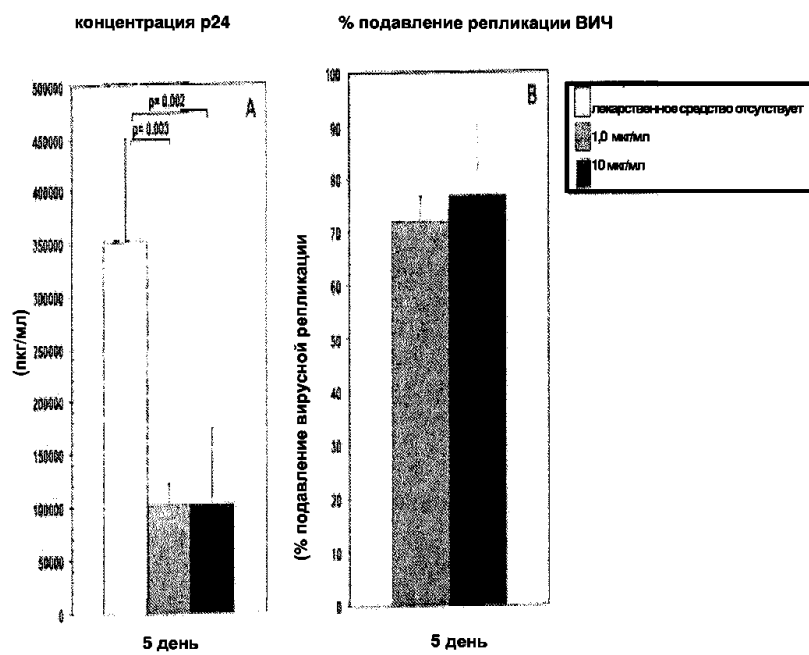 концентрация p24
% подавление репликации ВИЧ
(пкг/мл)
500000
450000
400000
350000
300000
250000
200000
150000
100000
50000
0
A
p= 0.002
p= 0.003
5 день
(% подавление вирусной репликации
100
90
80
70
60
50
40
30
20
10
0
B
5 день
лекарственное средство отсутствует
1,0 мкг/мл
10 мкг/мл